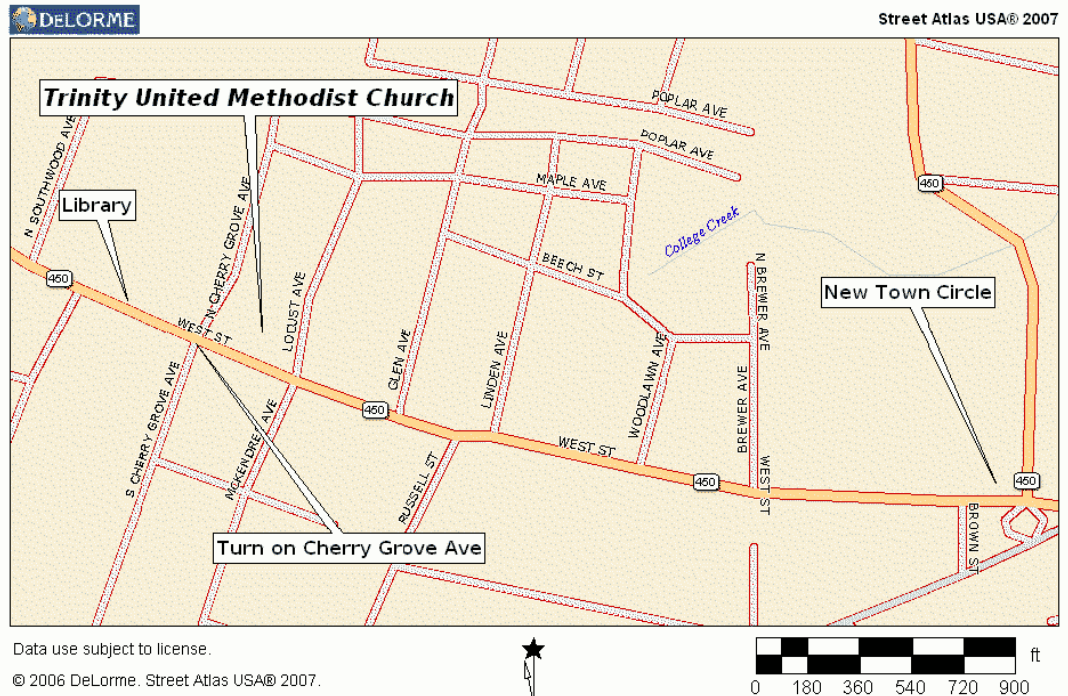 DELORME
Street Atlas USA® 2007
Trinity United Methodist Church
POPLAR AVE
POPLAR AVE
N SOUTHWOOD AVE
MAPLE AVE
450
Library
N CHERRY GROVE AVE
College Creek
BEECH ST
N BREWER AVE
450
New Town Circle
LOCUST AVE
WEST ST
GLEN AVE
LINDEN AVE
WOODLAWN AVE
BREWER AVE
S CHERRY GROVE AVE
MCKENDREE AVE
450
WEST ST
RUSSELL ST
450
WEST ST
450
BROWN ST
Turn on Cherry Grove Ave
Data use subject to license.
© 2006 DeLorme. Street Atlas USA® 2007.
ft
0 180 360 540 720 900